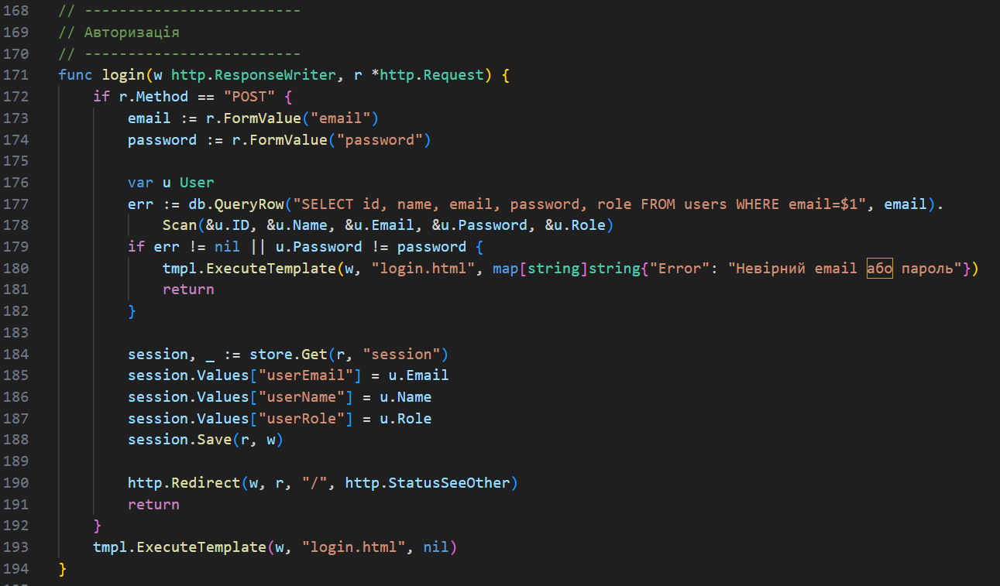 168 // -------------------------
169 // Авторизація
170 // -------------------------
171 func login(w http.ResponseWriter, r *http.Request) {
172     if r.Method == "POST" {
173         email := r.FormValue("email")
174         password := r.FormValue("password")
175
176         var u User
177         err := db.QueryRow("SELECT id, name, email, password, role FROM users WHERE email=$1", email).
178             Scan(&u.ID, &u.Name, &u.Email, &u.Password, &u.Role)
179         if err != nil || u.Password != password {
180             tmpl.ExecuteTemplate(w, "login.html", map[string]string{"Error": "Невірний email або пароль"})
181             return
182         }
183
184         session, _ := store.Get(r, "session")
185         session.Values["userEmail"] = u.Email
186         session.Values["userName"] = u.Name
187         session.Values["userRole"] = u.Role
188         session.Save(r, w)
189
190         http.Redirect(w, r, "/", http.StatusSeeOther)
191         return
192     }
193     tmpl.ExecuteTemplate(w, "login.html", nil)
194 }